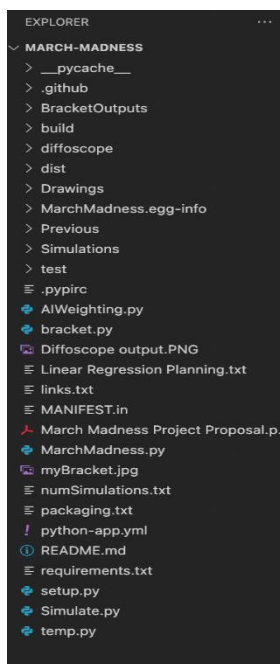 EXPLORER
MARCH-MADNESS
__pycache__
.github
BracketOutputs
build
diffoscope
dist
Drawings
MarchMadness.egg-info
Previous
Simulations
test
.pypirc
AIWeighting.py
bracket.py
Diffoscope output.PNG
Linear Regression Planning.txt
links.txt
MANIFEST.in
March Madness Project Proposal.p.
MarchMadness.py
myBracket.jpg
numSimulations.txt
packaging.txt
python-app.yml
README.md
requirements.txt
setup.py
Simulate.py
temp.py